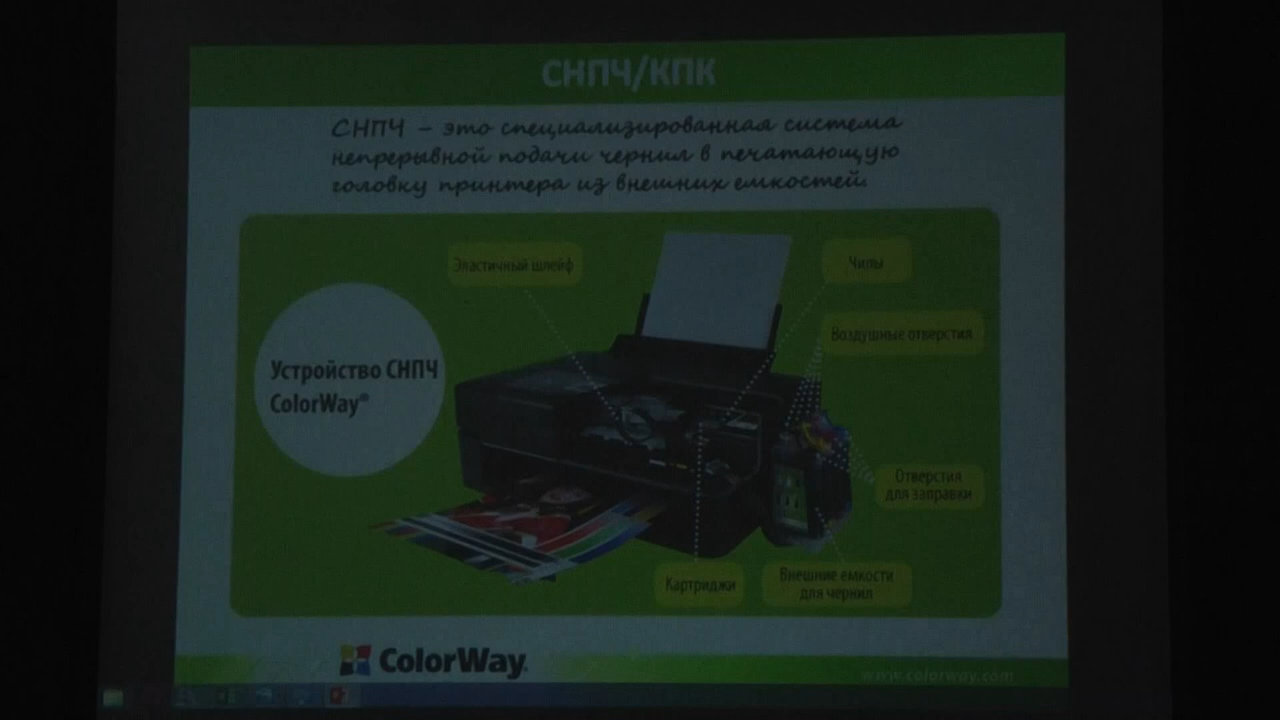 СНПЧ/КПК
СНПЧ – это специализированная система
непрерывной подачи чернил в печатающую
головку принтера из внешних емкостей.
Эластичный шлейф
Чипы
Воздушные отверстия
Устройство СНПЧ
ColorWay®
Отверстия
для заправки
Картриджи
Внешние емкости
для чернил
ColorWay
www.colorway.com